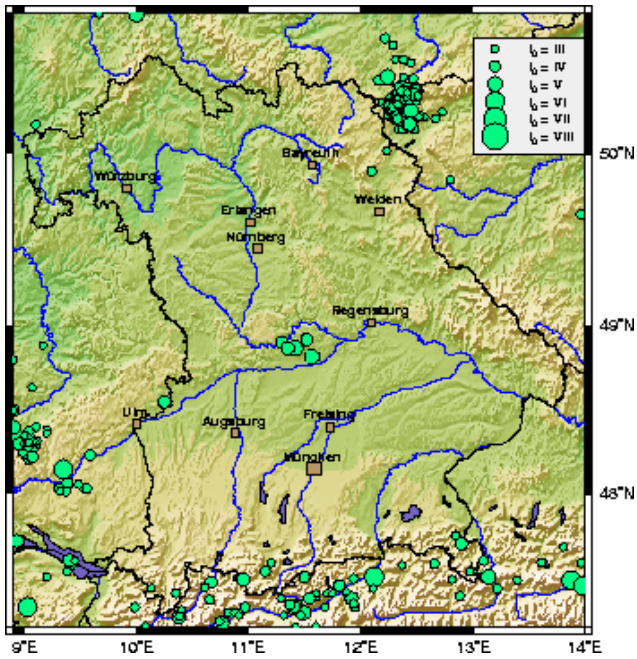 I₀ = III
I₀ = IV
I₀ = V
I₀ = VI
I₀ = VII
I₀ = VIII
50°N
Bayreuth
Würzburg
Weiden
Erlangen
Nürnberg
Regensburg
49°N
Ulm
Augsburg
Freising
München
48°N
9°E
10°E
11°E
12°E
13°E
14°E